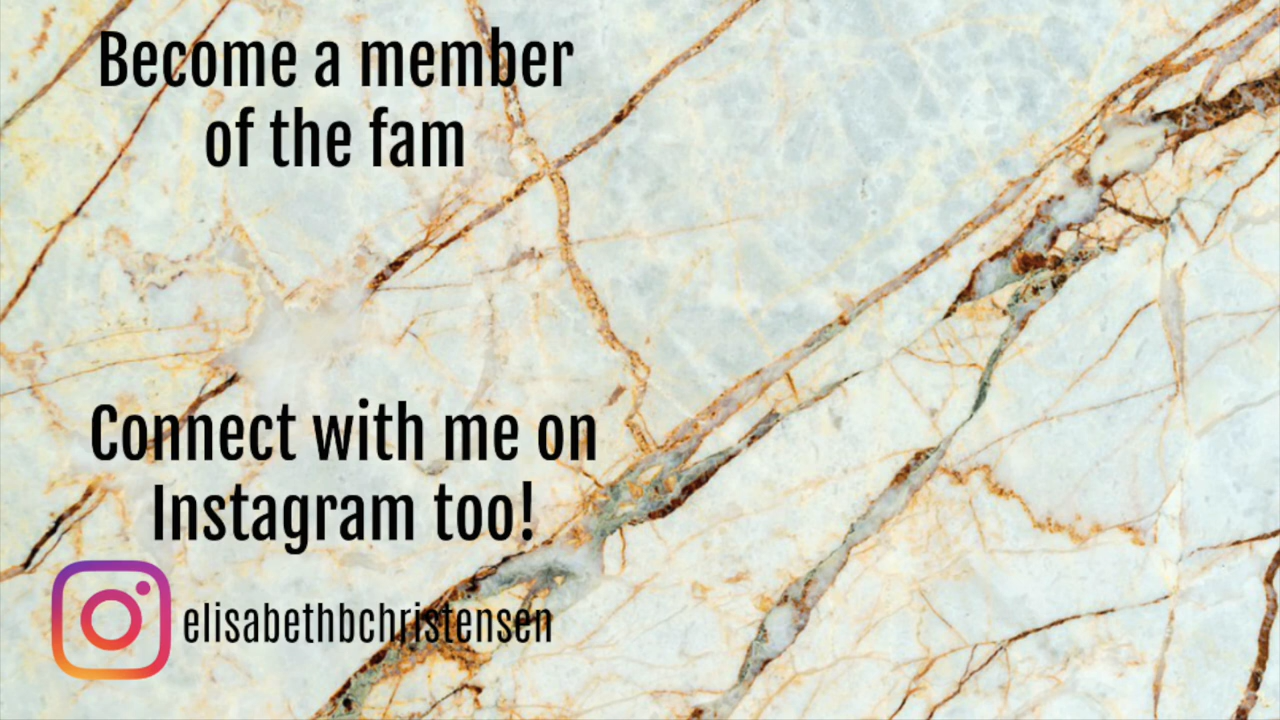 Become a member
of the fam
Connect with me on
Instagram too!
elisabethbchristensen